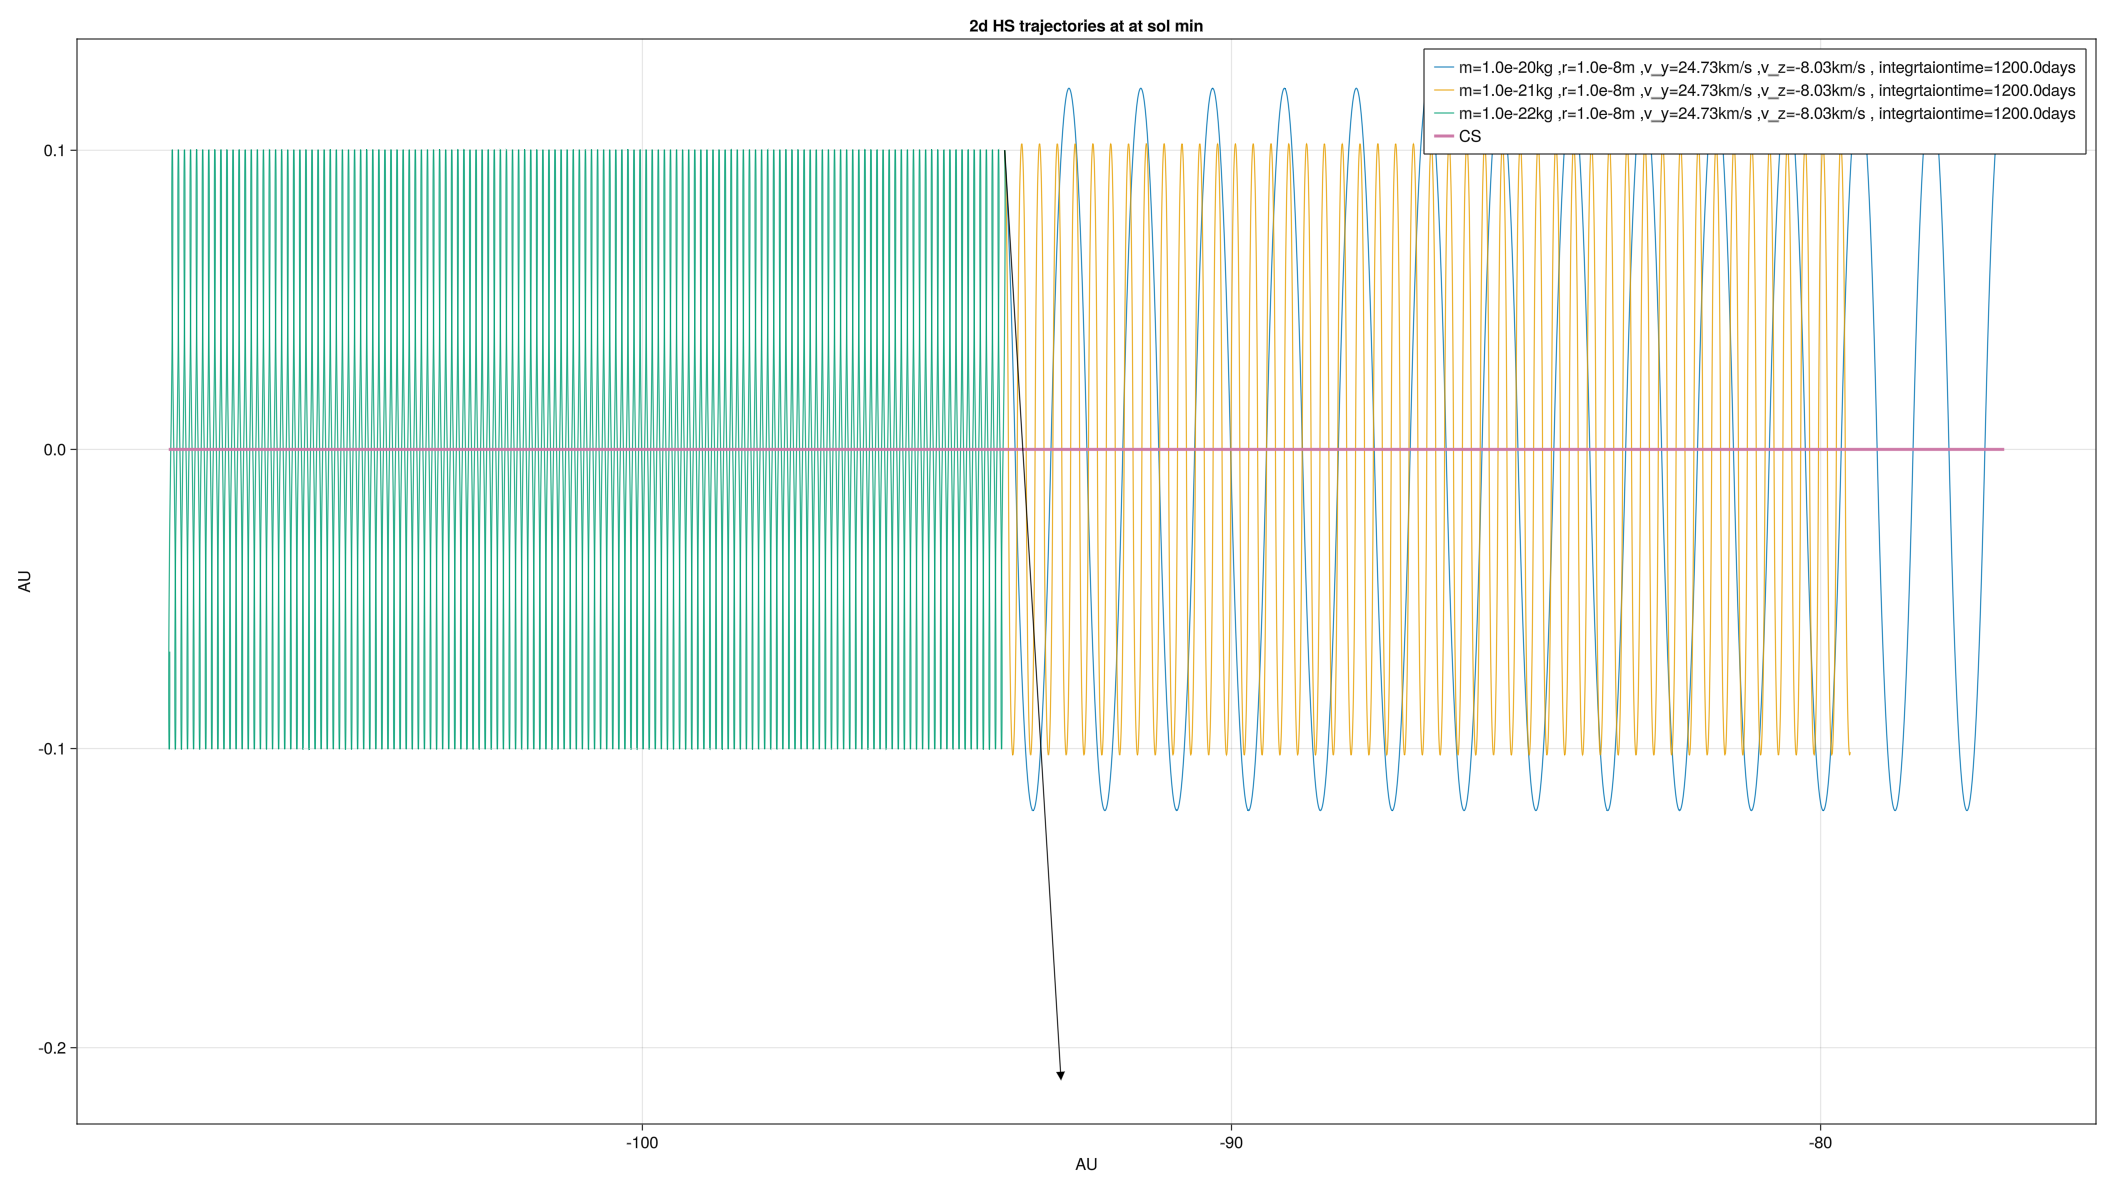 2d HS trajectories at at sol min
m=1.0e-20kg ,r=1.0e-8m ,v_y=24.73km/s ,v_z=-8.03km/s , integrtaiontime=1200.0days
m=1.0e-21kg ,r=1.0e-8m ,v_y=24.73km/s ,v_z=-8.03km/s , integrtaiontime=1200.0days
m=1.0e-22kg ,r=1.0e-8m ,v_y=24.73km/s ,v_z=-8.03km/s , integrtaiontime=1200.0days
CS
0.1
0.0
-0.1
-0.2
AU
-100
-90
-80
AU